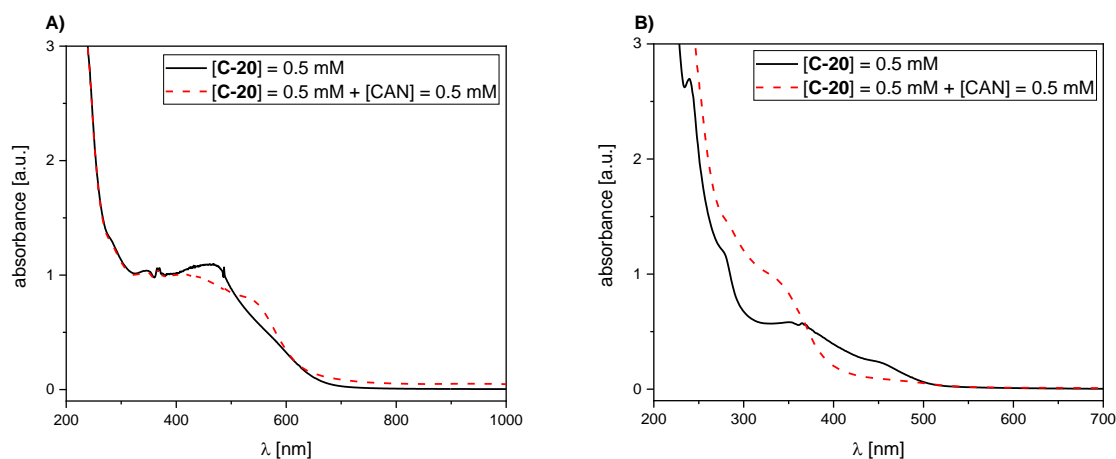 A)
[C-20] = 0.5 mM
[C-20] = 0.5 mM + [CAN] = 0.5 mM
absorbance [a.u.]
3
2
1
0
200 400 600 800 1000
λ [nm]
B)
[C-20] = 0.5 mM
[C-20] = 0.5 mM + [CAN] = 0.5 mM
absorbance [a.u.]
3
2
1
0
200 300 400 500 600 700
λ [nm]